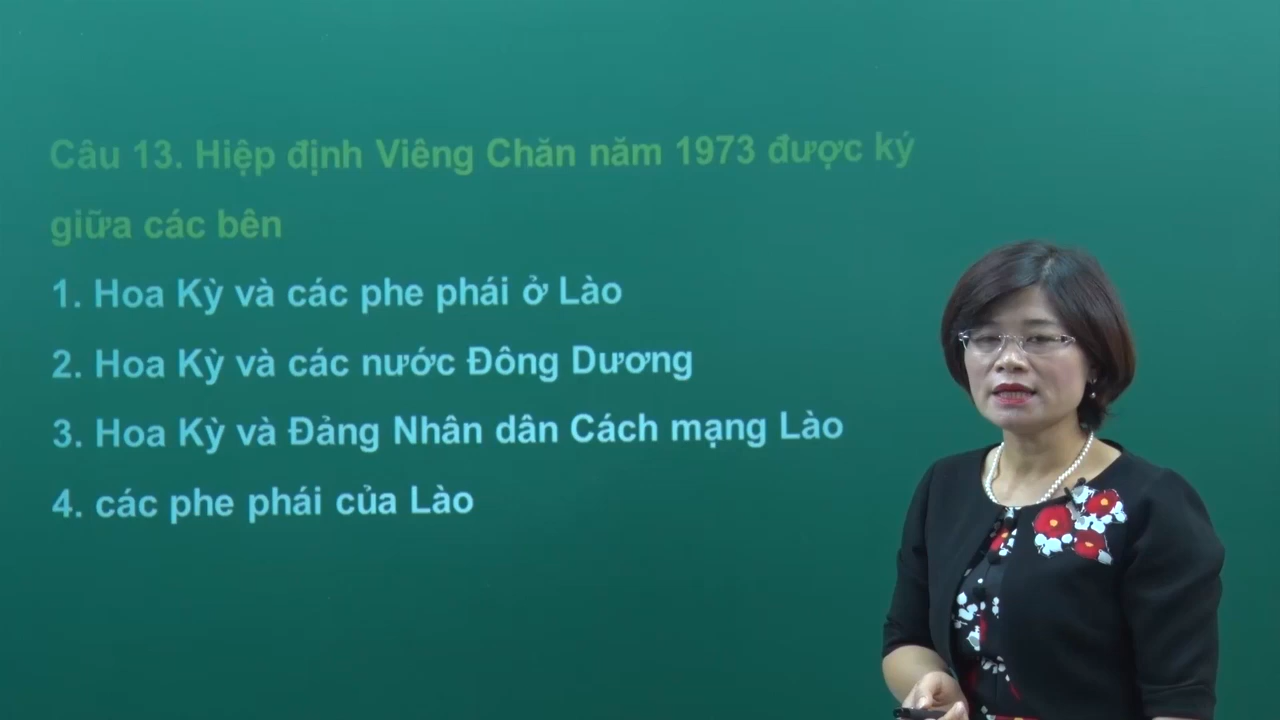 Câu 13. Hiệp định Viêng Chăn năm 1973 được ký
giữa các bên
1. Hoa Kỳ và các phe phái ở Lào
2. Hoa Kỳ và các nước Đông Dương
3. Hoa Kỳ và Đảng Nhân dân Cách mạng Lào
4. các phe phái của Lào